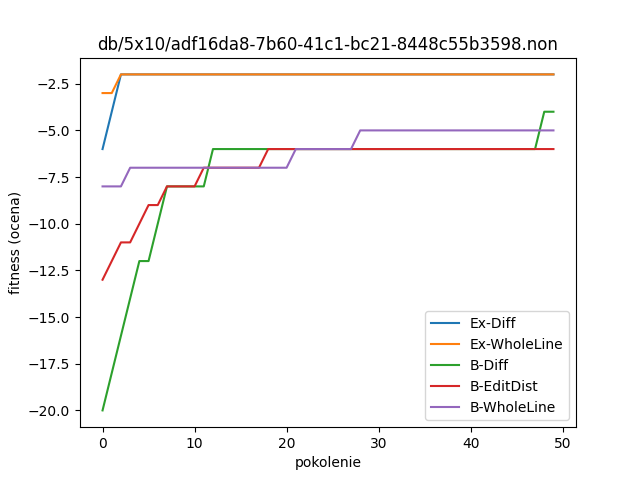 db/5x10/adf16da8-7b60-41c1-bc21-8448c55b3598.non
fitness (ocena)
−2.5
−5.0
−7.5
−10.0
−12.5
−15.0
−17.5
−20.0
Ex-Diff
Ex-WholeLine
B-Diff
B-EditDist
B-WholeLine
0 10 20 30 40 50
pokolenie